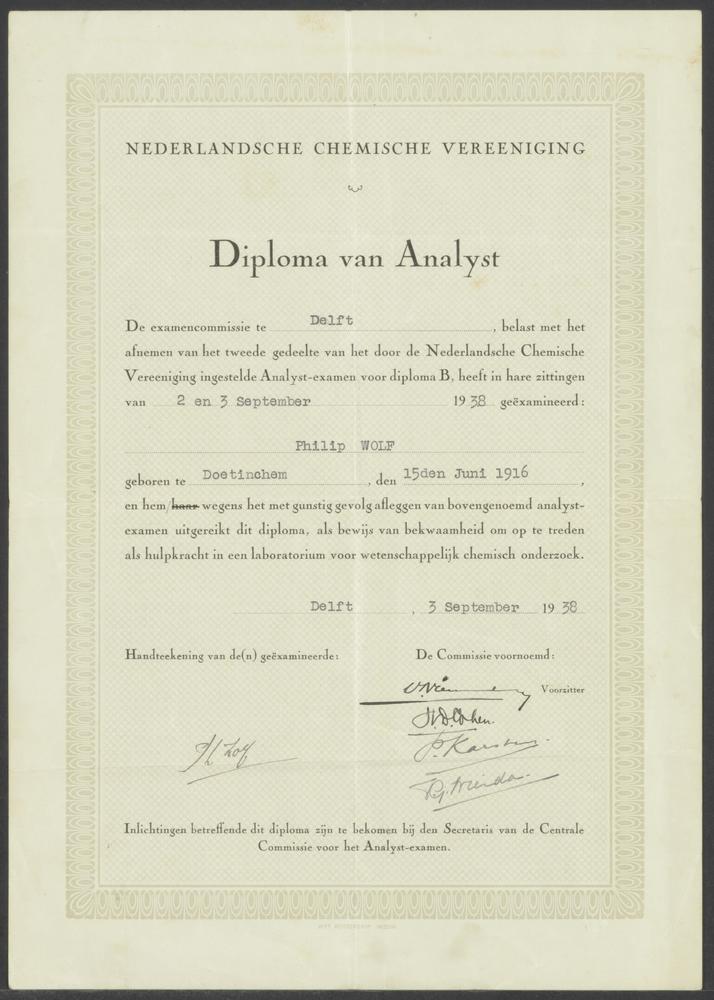 NEDERLANDSCHE CHEMISCHE VEREENIGING
Diploma van Analyst
De examencommissie te Delft, belast met het
afnemen van het tweede gedeelte van het door de Nederlandsche Chemische
Vereeniging ingestelde Analyst-examen voor diploma B, heeft in hare zittingen
van 2 en 3 September 1938 geëxamineerd:
Philip WOLF
geboren te Doetinchem, den 15den Juni 1916,
en hem/haar wegens het met gunstig gevolg afleggen van bovengenoemd analyst-
examen uitgereikt dit diploma, als bewijs van bekwaamheid om op te treden
als hulpkracht in een laboratorium voor wetenschappelijk chemisch onderzoek.
Delft, 3 September 1938
Handteekening van de(n) geëxamineerde:
De Commissie voornoemd:
Voorzitter
Cohen.
P. Karsten.
Inlichtingen betreffende dit diploma zijn te bekomen bij den Secretaris van de Centrale
Commissie voor het Analyst-examen.